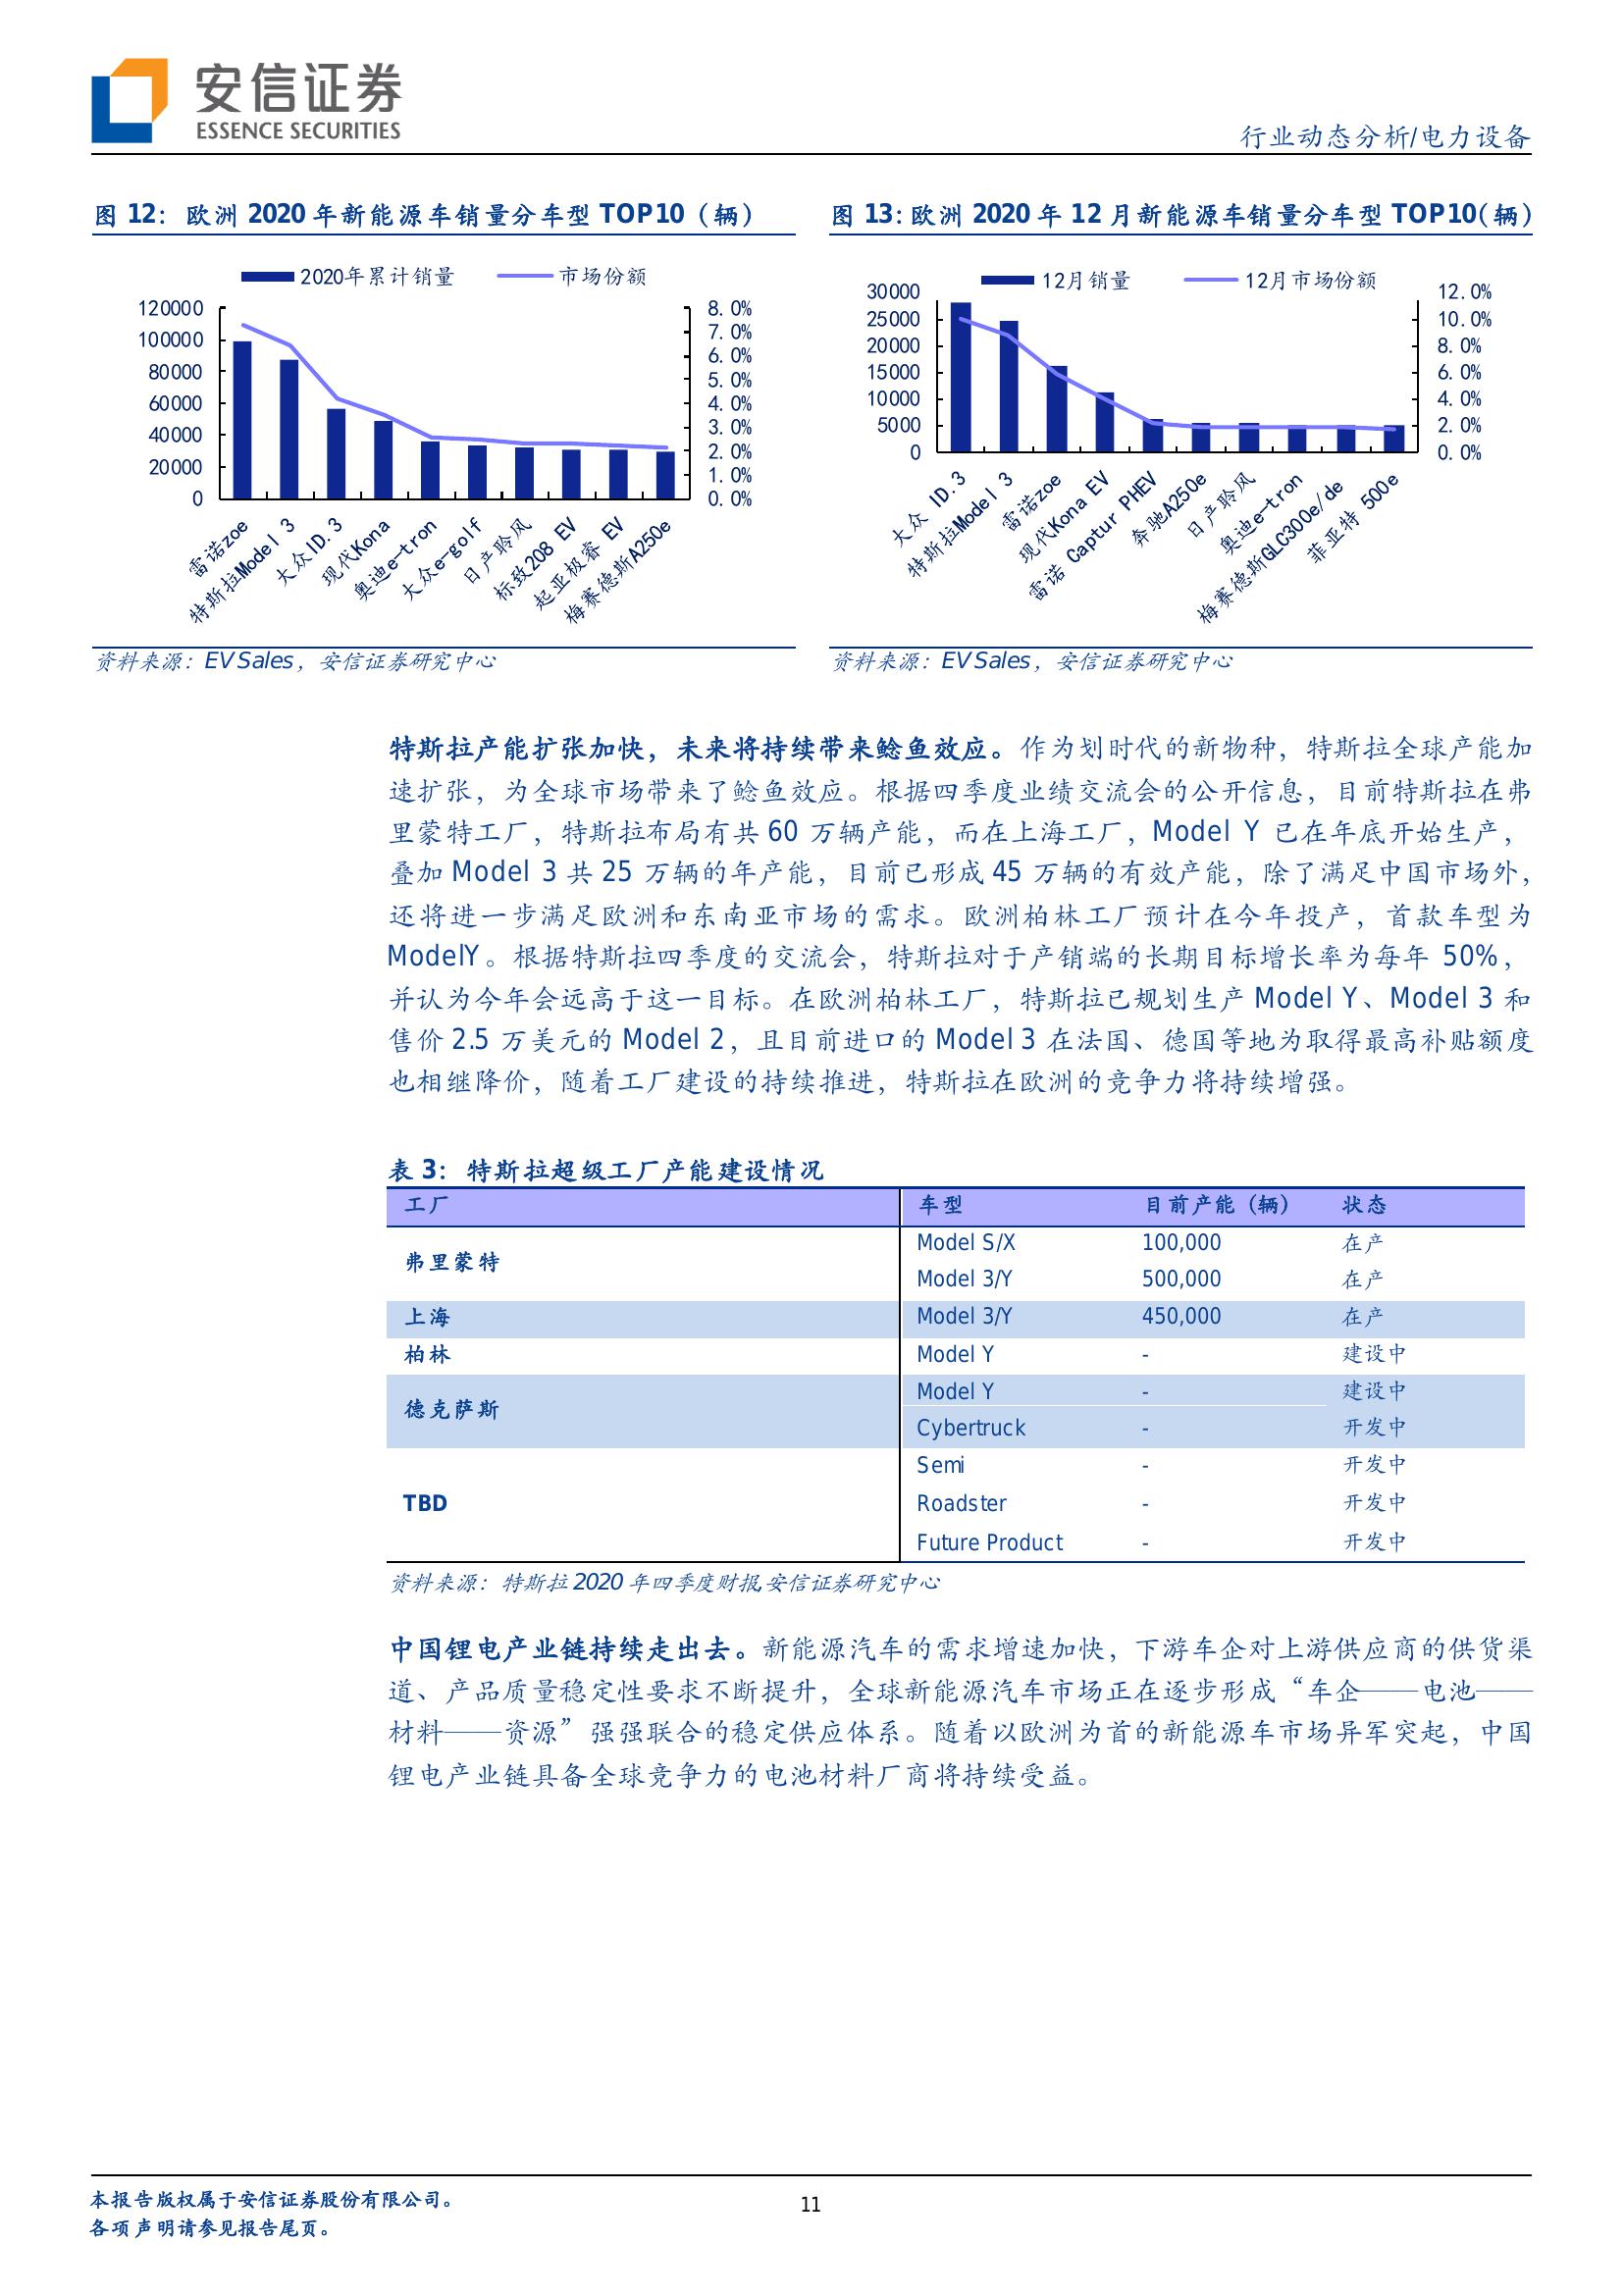 安信证券
ESSENCE SECURITIES
行业动态分析/电力设备
图 12： 欧洲 2020 年新能源车销量分车型 TOP10（辆）
2020年累计销量
市场份额
120000
100000
80000
60000
40000
20000
0
8.0%
7.0%
6.0%
5.0%
4.0%
3.0%
2.0%
1.0%
0.0%
雷诺zoe
特斯拉Model 3
大众ID.3
现代Kona
奥迪e-tron
大众e-golf
日产聆风
标致208 EV
起亚极睿 EV
梅赛德斯A250e
资料来源：EV Sales，安信证券研究中心
图 13:欧洲 2020 年 12 月新能源车销量分车型 TOP10(辆)
12月销量
12月市场份额
30000
25000
20000
15000
10000
5000
0
12.0%
10.0%
8.0%
6.0%
4.0%
2.0%
0.0%
大众 ID.3
特斯拉Model 3
雷诺zoe
现代Kona EV
雷诺 Captur PHEV
奔驰A250e
日产聆风
奥迪e-tron
梅赛德斯GLC300e/de
菲亚特 500e
资料来源：EV Sales，安信证券研究中心
特斯拉产能扩张加快，未来将持续带来鲶鱼效应。作为划时代的新物种，特斯拉全球产能加
速扩张，为全球市场带来了鲶鱼效应。根据四季度业绩交流会的公开信息，目前特斯拉在弗
里蒙特工厂，特斯拉布局有共 60 万辆产能，而在上海工厂，Model Y 已在年底开始生产，
叠加 Model 3 共 25 万辆的年产能，目前已形成 45 万辆的有效产能，除了满足中国市场外，
还将进一步满足欧洲和东南亚市场的需求。欧洲柏林工厂预计在今年投产，首款车型为
ModelY。根据特斯拉四季度的交流会，特斯拉对于产销端的长期目标增长率为每年 50%，
并认为今年会远高于这一目标。在欧洲柏林工厂，特斯拉已规划生产 Model Y、Model 3 和
售价 2.5 万美元的 Model 2，且目前进口的 Model 3 在法国、德国等地为取得最高补贴额度
也相继降价，随着工厂建设的持续推进，特斯拉在欧洲的竞争力将持续增强。
表 3：特斯拉超级工厂产能建设情况
工厂 车型 目前产能（辆） 状态
弗里蒙特 Model S/X 100,000 在产
Model 3/Y 500,000 在产
上海 Model 3/Y 450,000 在产
柏林 Model Y - 建设中
德克萨斯 Model Y - 建设中
Cybertruck - 开发中
TBD Semi - 开发中
Roadster - 开发中
Future Product - 开发中
资料来源：特斯拉 2020 年四季度财报,安信证券研究中心
中国锂电产业链持续走出去。新能源汽车的需求增速加快，下游车企对上游供应商的供货渠
道、产品质量稳定性要求不断提升，全球新能源汽车市场正在逐步形成“车企——电池——
材料——资源”强强联合的稳定供应体系。随着以欧洲为首的新能源车市场异军突起，中国
锂电产业链具备全球竞争力的电池材料厂商将持续受益。
本报告版权属于安信证券股份有限公司。
各项声明请参见报告尾页。
11